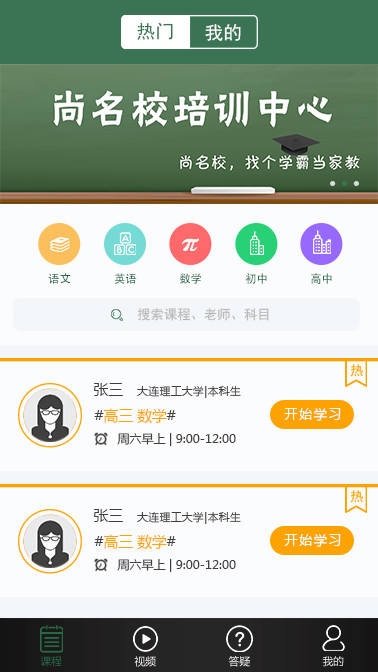 热门 我的
尚名校培训中心
尚名校，找个学霸当家教
语文 英语 数学 初中 高中
搜索课程、老师、科目
热
张三 大连理工大学|本科生
#高三 数学#
开始学习
周六早上 | 9:00-12:00
热
张三 大连理工大学|本科生
#高三 数学#
开始学习
周六早上 | 9:00-12:00
课程 视频 答疑 我的